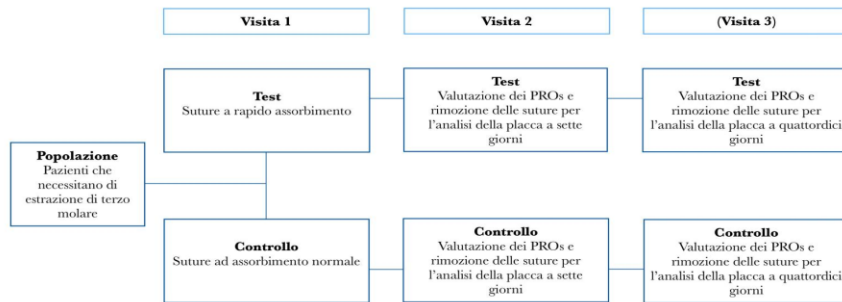 Visita 1
Visita 2
(Visita 3)
Test
Suture a rapido assorbimento
Test
Valutazione dei PROs e
rimozione delle suture per
l'analisi della placca a sette
giorni
Test
Valutazione dei PROs e
rimozione delle suture per
l'analisi della placca a quattordici
giorni
Popolazione
Pazienti che
necessitano di
estrazione di terzo
molare
Controllo
Suture ad assorbimento normale
Controllo
Valutazione dei PROs e
rimozione delle suture per
l'analisi della placca a sette
giorni
Controllo
Valutazione dei PROs e
rimozione delle suture per
l'analisi della placca a quattordici
giorni